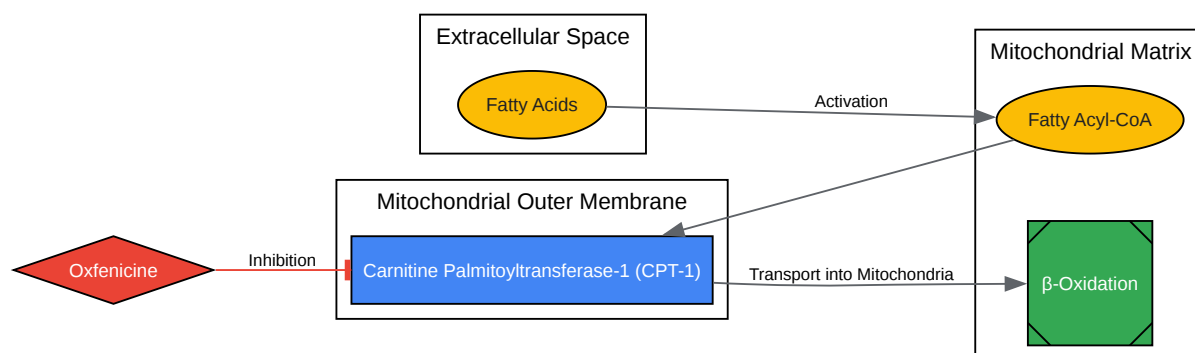 Extracellular Space
Mitochondrial Matrix
Fatty Acids
Activation
Fatty Acyl-CoA
Mitochondrial Outer Membrane
Oxfenicine
Inhibition
Carnitine Palmitoyltransferase-1 (CPT-1)
Transport into Mitochondria
β-Oxidation